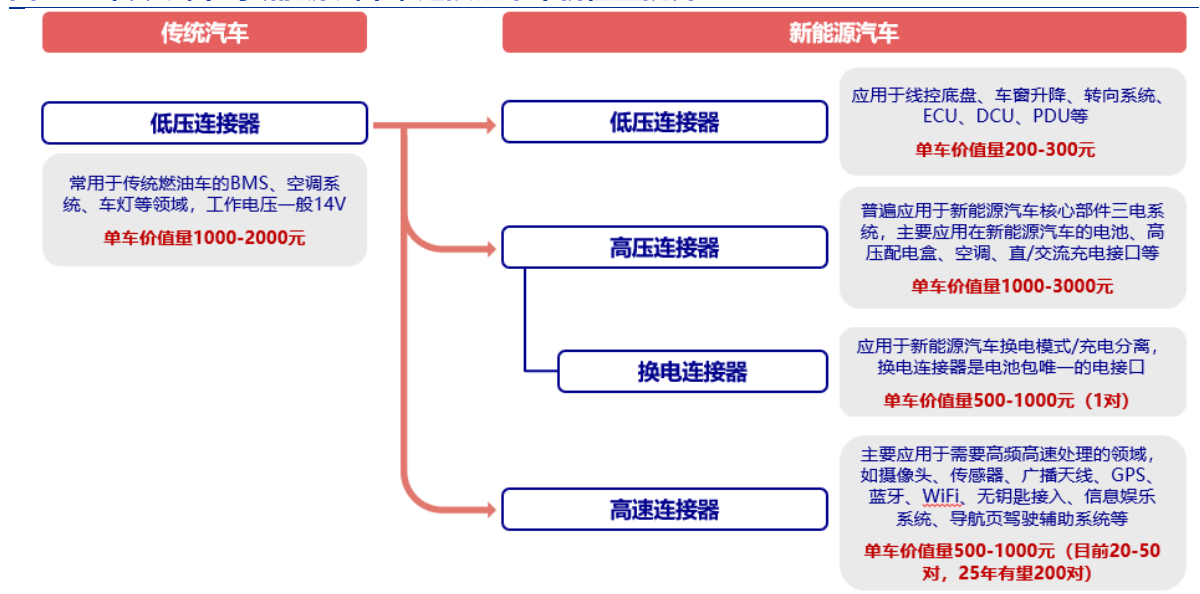 传统汽车
新能源汽车
低压连接器
常用于传统燃油车的BMS、空调系
统、车灯等领域，工作电压一般14V
单车价值量1000-2000元
低压连接器
应用于线控底盘、车窗升降、转向系统、
ECU、DCU、PDU等
单车价值量200-300元
高压连接器
普遍应用于新能源汽车核心部件三电系
统，主要应用在新能源汽车的电池、高
压配电盒、空调、直/交流充电接口等
单车价值量1000-3000元
换电连接器
应用于新能源汽车换电模式/充电分离，
换电连接器是电池包唯一的电接口
单车价值量500-1000元（1对）
高速连接器
主要应用于需要高频高速处理的领域，
如摄像头、传感器、广播天线、GPS、
蓝牙、WiFi、无钥匙接入、信息娱乐
系统、导航页驾驶辅助系统等
单车价值量500-1000元（目前20-50
对，25年有望200对）